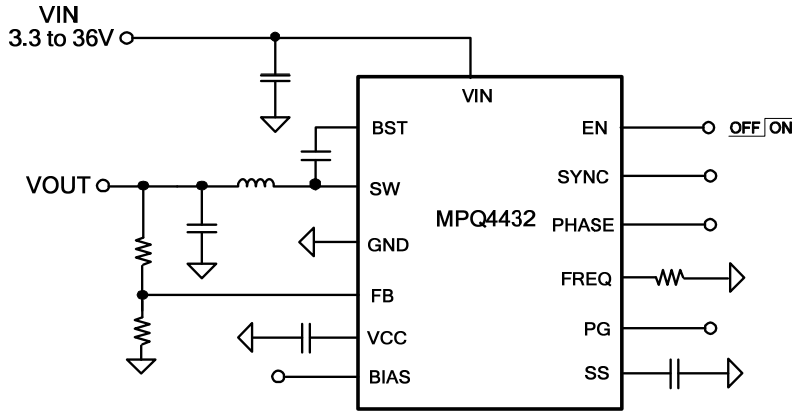 VIN
3.3 to 36V
VIN
BST
EN
OFF ON
SYNC
VOUT
SW
MPQ4432
PHASE
GND
FREQ
FB
PG
VCC
SS
BIAS